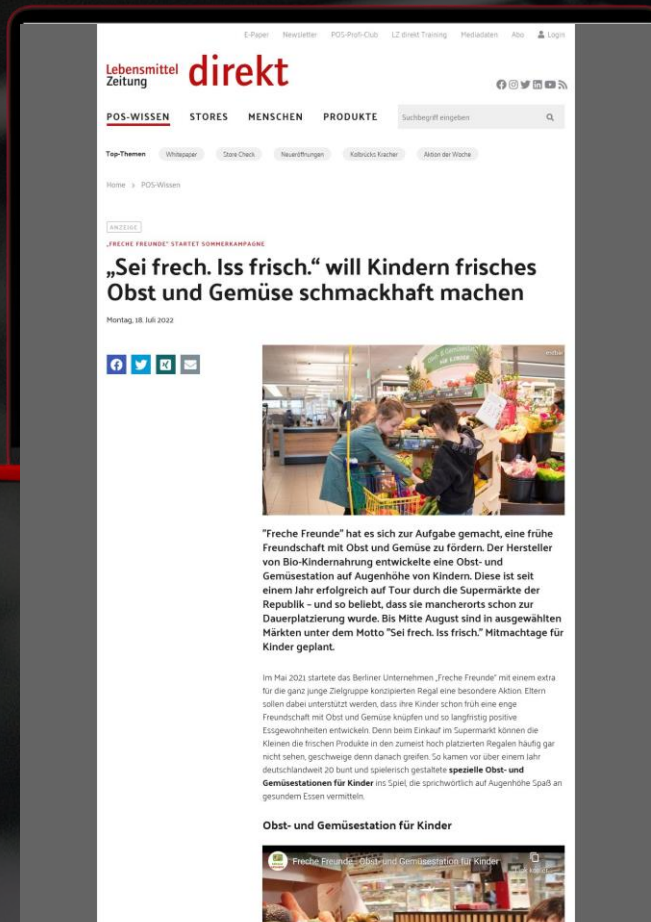 E-Paper Newsletter POS-Profi-Club LZ direkt Training Mediadaten Abo Login
Lebensmittel
Zeitung
direkt
POS-WISSEN STORES MENSCHEN PRODUKTE Suchbegriff eingeben
Top-Themen Whitepaper Store Check Neueröffnungen Kolbrücks Kracher Aktion der Woche
Home > POS-Wissen
ANZEIGE
„FRECHE FREUNDE" STARTET SOMMERKAMPAGNE
„Sei frech. Iss frisch.“ will Kindern frisches
Obst und Gemüse schmackhaft machen
Montag, 18. Juli 2022
"Freche Freunde" hat es sich zur Aufgabe gemacht, eine frühe
Freundschaft mit Obst und Gemüse zu fördern. Der Hersteller
von Bio-Kindernahrung entwickelte eine Obst- und
Gemüsestation auf Augenhöhe von Kindern. Diese ist seit
einem Jahr erfolgreich auf Tour durch die Supermärkte der
Republik – und so beliebt, dass sie mancherorts schon zur
Dauerplatzierung wurde. Bis Mitte August sind in ausgewählten
Märkten unter dem Motto "Sei frech. Iss frisch." Mitmachtage für
Kinder geplant.
Im Mai 2021 startete das Berliner Unternehmen „Freche Freunde" mit einem extra
für die ganz junge Zielgruppe konzipierten Regal eine besondere Aktion. Eltern
sollen dabei unterstützt werden, dass ihre Kinder schon früh eine enge
Freundschaft mit Obst und Gemüse knüpfen und so langfristig positive
Essgewohnheiten entwickeln. Denn beim Einkauf im Supermarkt können die
Kleinen die frischen Produkte in den zumeist hoch platzierten Regalen häufig gar
nicht sehen, geschweige denn danach greifen. So kamen vor über einem Jahr
deutschlandweit 20 bunt und spielerisch gestaltete spezielle Obst- und
Gemüsestationen für Kinder ins Spiel, die sprichwörtlich auf Augenhöhe Spaß an
gesundem Essen vermitteln.
Obst- und Gemüsestation für Kinder
Freche Freunde - Obst- und Gemüsestation für Kinder